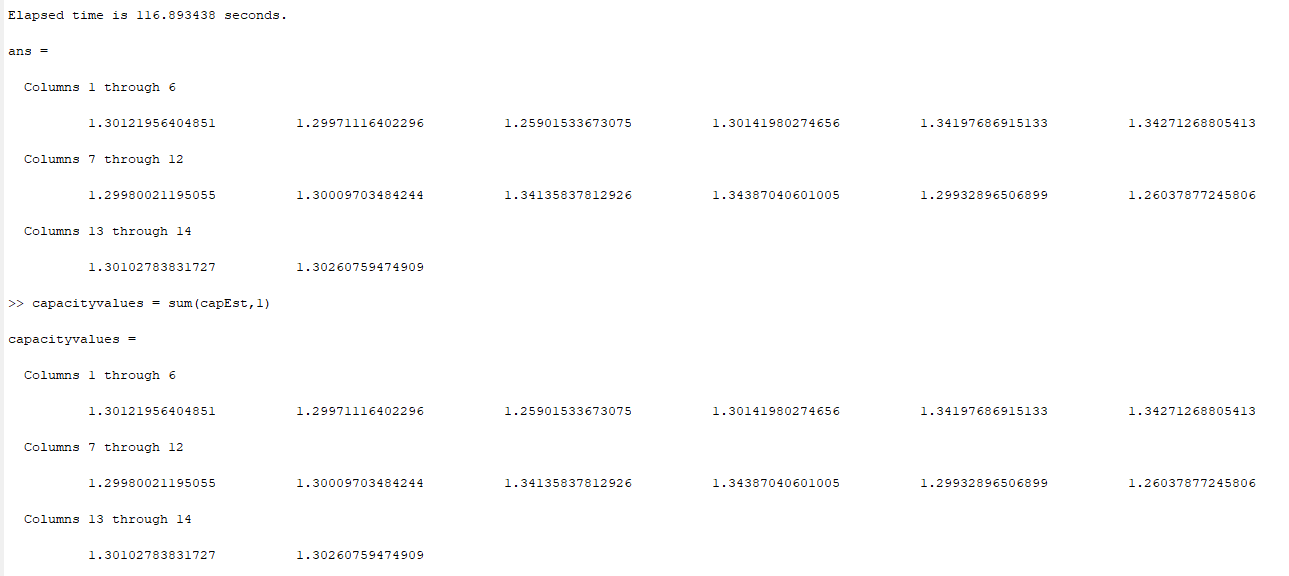 Elapsed time is 116.893438 seconds.
ans =
Columns 1 through 6
1.30121956404851 1.29971116402296 1.25901533673075 1.30141980274656 1.34197686915133 1.34271268805413
Columns 7 through 12
1.29980021195055 1.30009703484244 1.34135837812926 1.34387040601005 1.29932896506899 1.26037877245806
Columns 13 through 14
1.30102783831727 1.30260759474909
>> capacityvalues = sum(capEst,1)
capacityvalues =
Columns 1 through 6
1.30121956404851 1.29971116402296 1.25901533673075 1.30141980274656 1.34197686915133 1.34271268805413
Columns 7 through 12
1.29980021195055 1.30009703484244 1.34135837812926 1.34387040601005 1.29932896506899 1.26037877245806
Columns 13 through 14
1.30102783831727 1.30260759474909